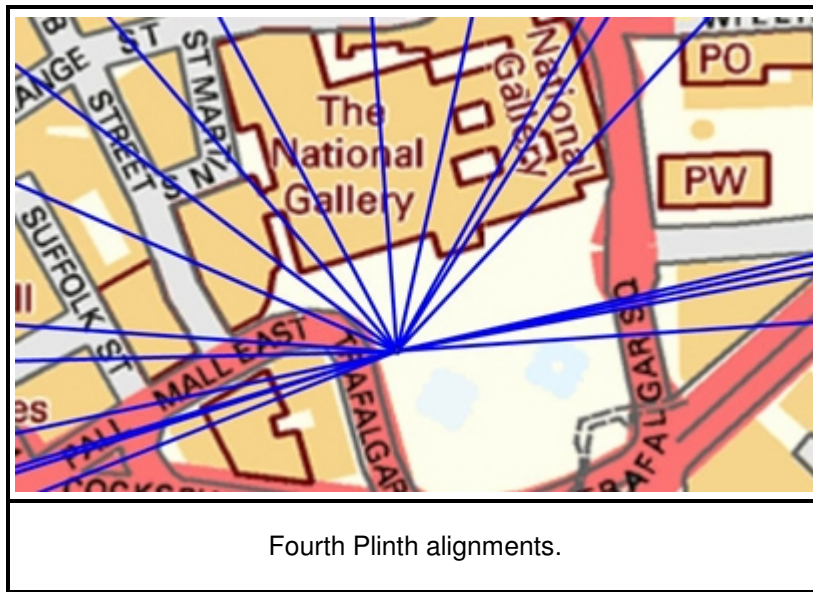 ST
ST MARTIN'S
STREET
The
National
Gallery
National
Gallery
PO
PW
SUFFOLK ST
PALL MALL EAST
TRAFALGAR
TRAFALGAR SQ
Fourth Plinth alignments.